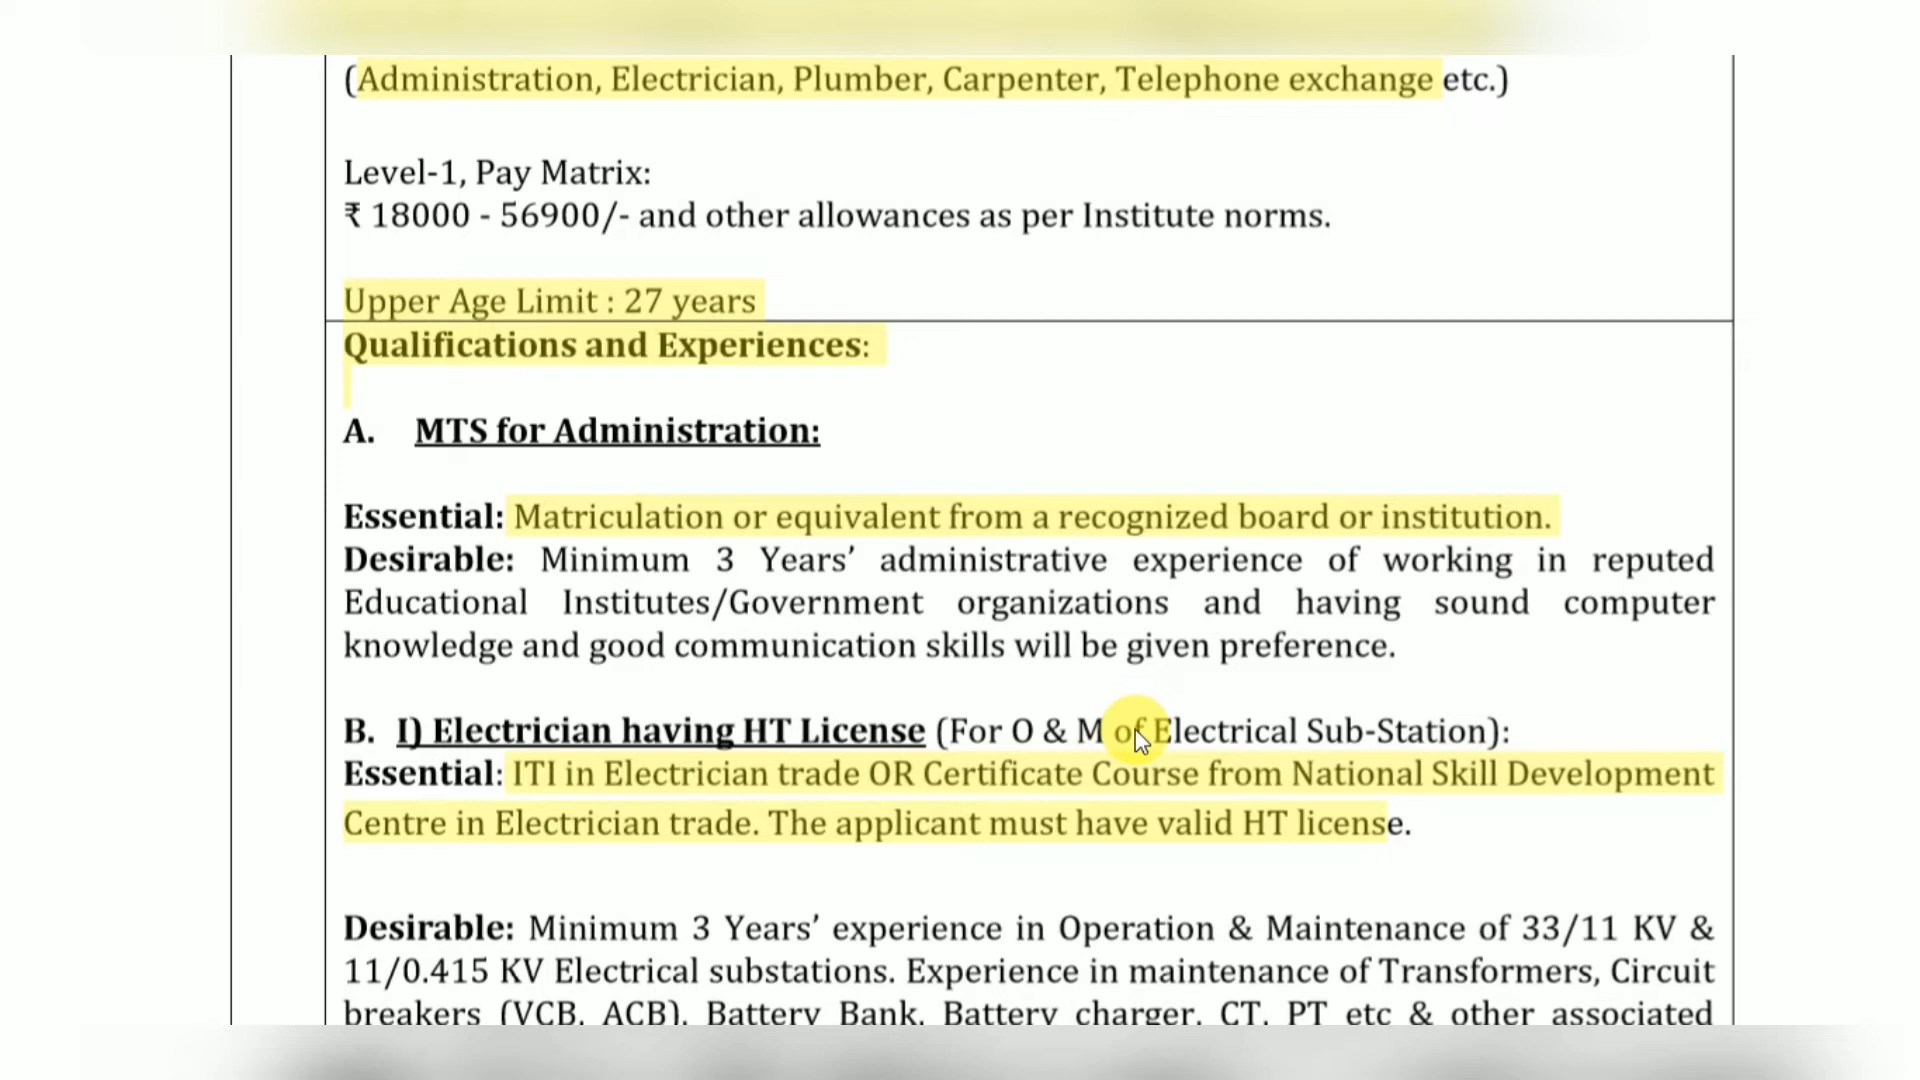 (Administration, Electrician, Plumber, Carpenter, Telephone exchange etc.)
Level-1, Pay Matrix:
₹ 18000 - 56900/- and other allowances as per Institute norms.
Upper Age Limit : 27 years
Qualifications and Experiences:
A. MTS for Administration:
Essential: Matriculation or equivalent from a recognized board or institution.
Desirable: Minimum 3 Years’ administrative experience of working in reputed
Educational Institutes/Government organizations and having sound computer
knowledge and good communication skills will be given preference.
B. I) Electrician having HT License (For O & M of Electrical Sub-Station):
Essential: ITI in Electrician trade OR Certificate Course from National Skill Development
Centre in Electrician trade. The applicant must have valid HT license.
Desirable: Minimum 3 Years’ experience in Operation & Maintenance of 33/11 KV &
11/0.415 KV Electrical substations. Experience in maintenance of Transformers, Circuit
breakers (VCB, ACB), Battery Bank, Battery charger, CT, PT etc & other associated